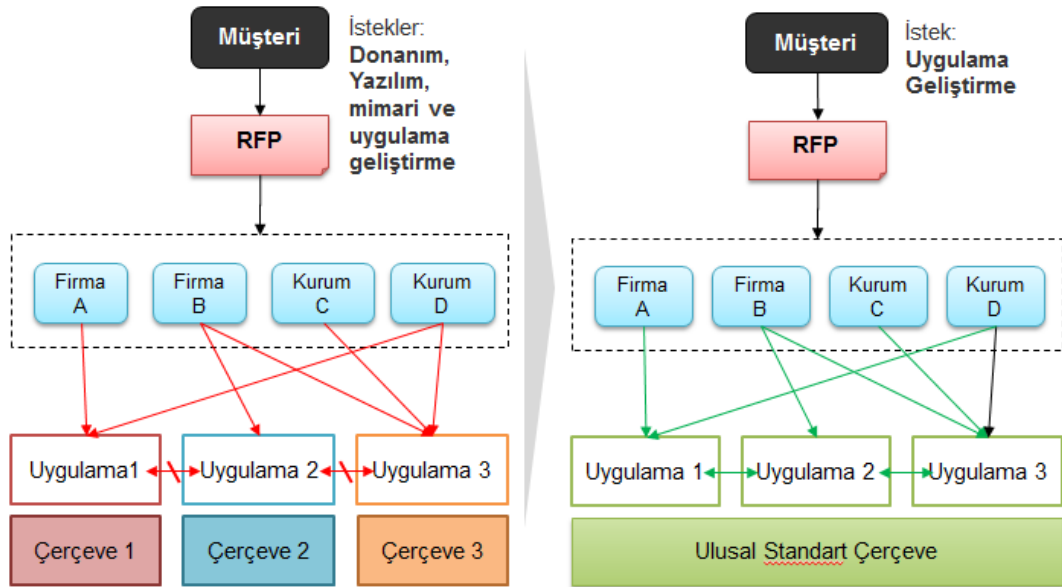 Müşteri
İstekler:
Donanım,
Yazılım,
mimari ve
uygulama
geliştirme
RFP
Firma
A
Firma
B
Kurum
C
Kurum
D
Uygulama1
Uygulama 2
Uygulama 3
Çerçeve 1
Çerçeve 2
Çerçeve 3
Müşteri
İstek:
Uygulama
Geliştirme
RFP
Firma
A
Firma
B
Kurum
C
Kurum
D
Uygulama 1
Uygulama 2
Uygulama 3
Ulusal Standart Çerçeve